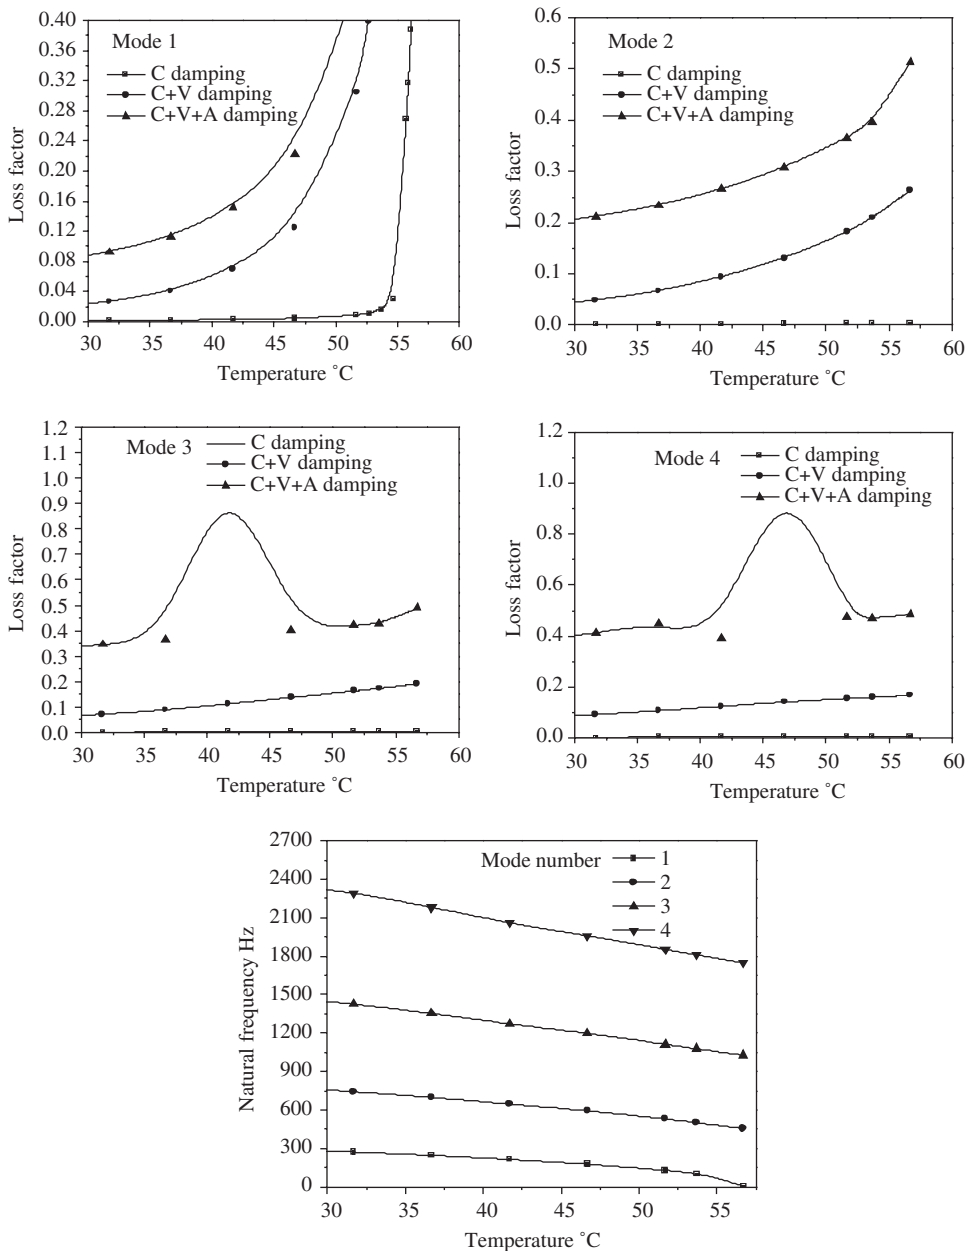 Mode 1
C damping
C+V damping
C+V+A damping
Loss factor
0.40
0.36
0.32
0.28
0.24
0.20
0.16
0.12
0.08
0.04
0.00
30 35 40 45 50 55 60
Temperature °C
Mode 2
C damping
C+V damping
C+V+A damping
Loss factor
0.6
0.5
0.4
0.3
0.2
0.1
0.0
30 35 40 45 50 55 60
Temperature °C
Mode 3
C damping
C+V damping
C+V+A damping
Loss factor
1.2
1.1
1.0
0.9
0.8
0.7
0.6
0.5
0.4
0.3
0.2
0.1
0.0
30 35 40 45 50 55 60
Temperature °C
Mode 4
C damping
C+V damping
C+V+A damping
Loss factor
1.2
1.0
0.8
0.6
0.4
0.2
0.0
30 35 40 45 50 55 60
Temperature °C
Mode number
1
2
3
4
Natural frequency Hz
2700
2400
2100
1800
1500
1200
900
600
300
0
30 35 40 45 50 55
Temperature °C